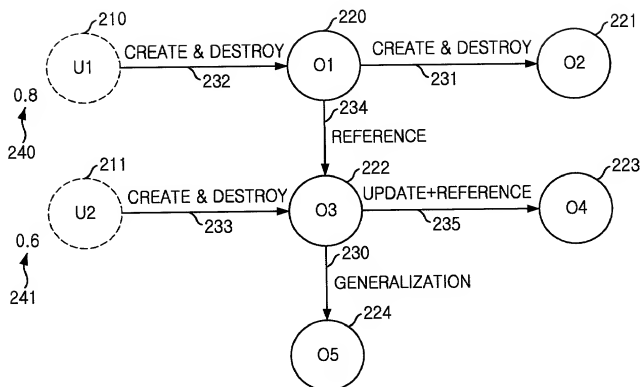 210
220
221
U1
CREATE & DESTROY
232
O1
CREATE & DESTROY
231
O2
0.8
240
234
REFERENCE
211
222
223
U2
CREATE & DESTROY
233
O3
UPDATE+REFERENCE
235
O4
0.6
241
230
GENERALIZATION
224
O5